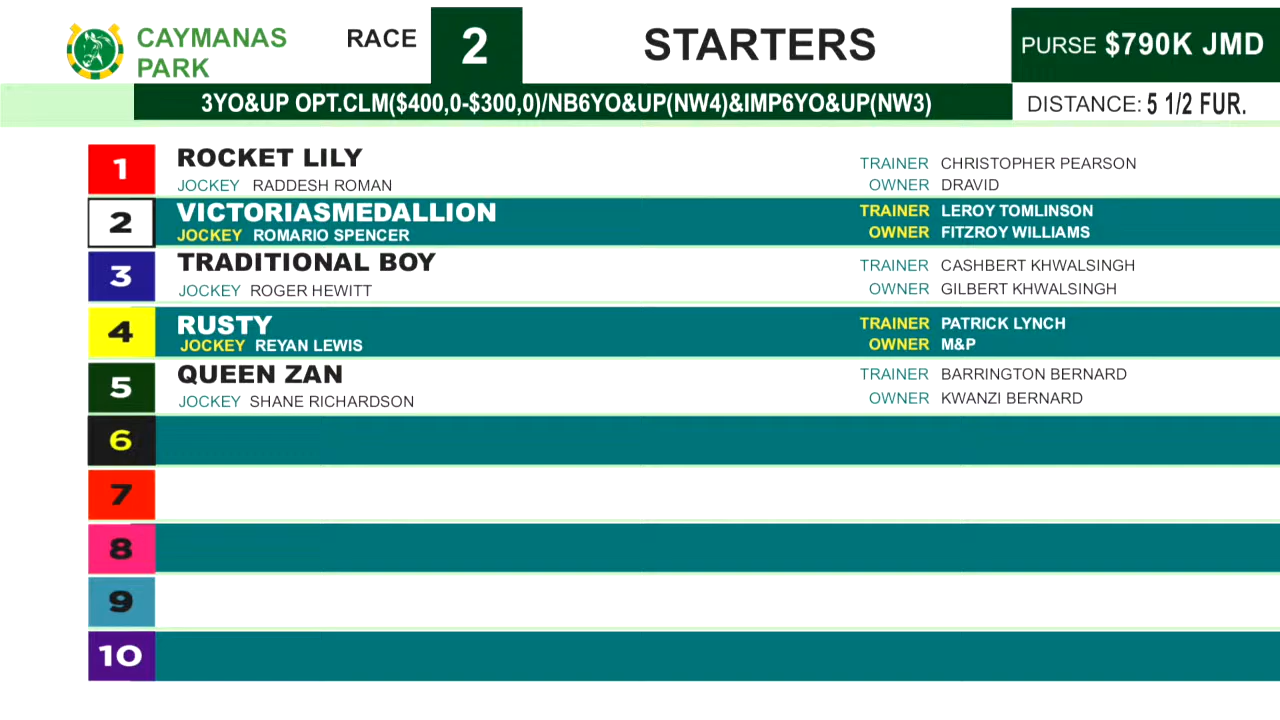 CAYMANAS
PARK
RACE 2 STARTERS PURSE $790K JMD
3YO&UP OPT.CLM($400,0-$300,0)/NB6YO&UP(NW4)&IMP6YO&UP(NW3) DISTANCE: 5 1/2 FUR.
1 ROCKET LILY TRAINER CHRISTOPHER PEARSON
JOCKEY RADDESH ROMAN OWNER DRAVID
2 VICTORIASMEDALLION TRAINER LEROY TOMLINSON
JOCKEY ROMARIO SPENCER OWNER FITZROY WILLIAMS
3 TRADITIONAL BOY TRAINER CASHBERT KHWALSINGH
JOCKEY ROGER HEWITT OWNER GILBERT KHWALSINGH
4 RUSTY TRAINER PATRICK LYNCH
JOCKEY REYAN LEWIS OWNER M&P
5 QUEEN ZAN TRAINER BARRINGTON BERNARD
JOCKEY SHANE RICHARDSON OWNER KWANZI BERNARD
6
7
8
9
10